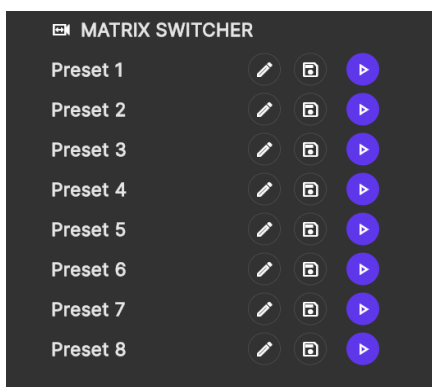 MATRIX SWITCHER
Preset 1
Preset 2
Preset 3
Preset 4
Preset 5
Preset 6
Preset 7
Preset 8